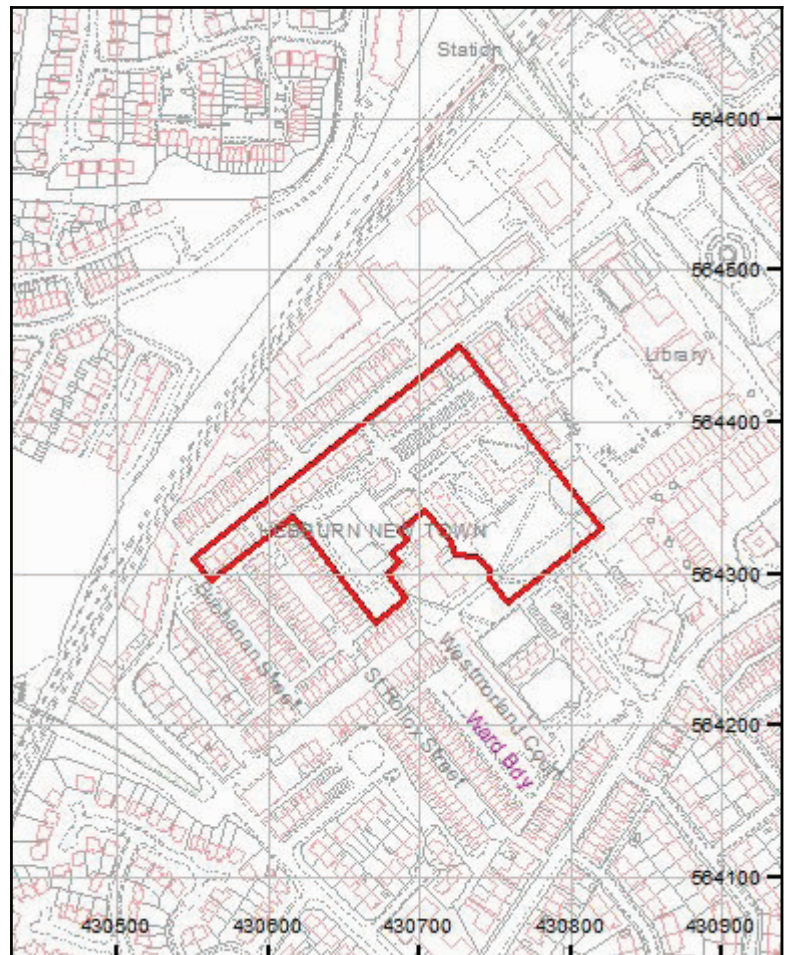 Station
564600
564500
Library
564400
HEBBURN NEW TOWN
564300
Buchanan Street
St Rollox Street
Westmorland Court
Ward Bdy
564200
564100
430500
430600
430700
430800
430900